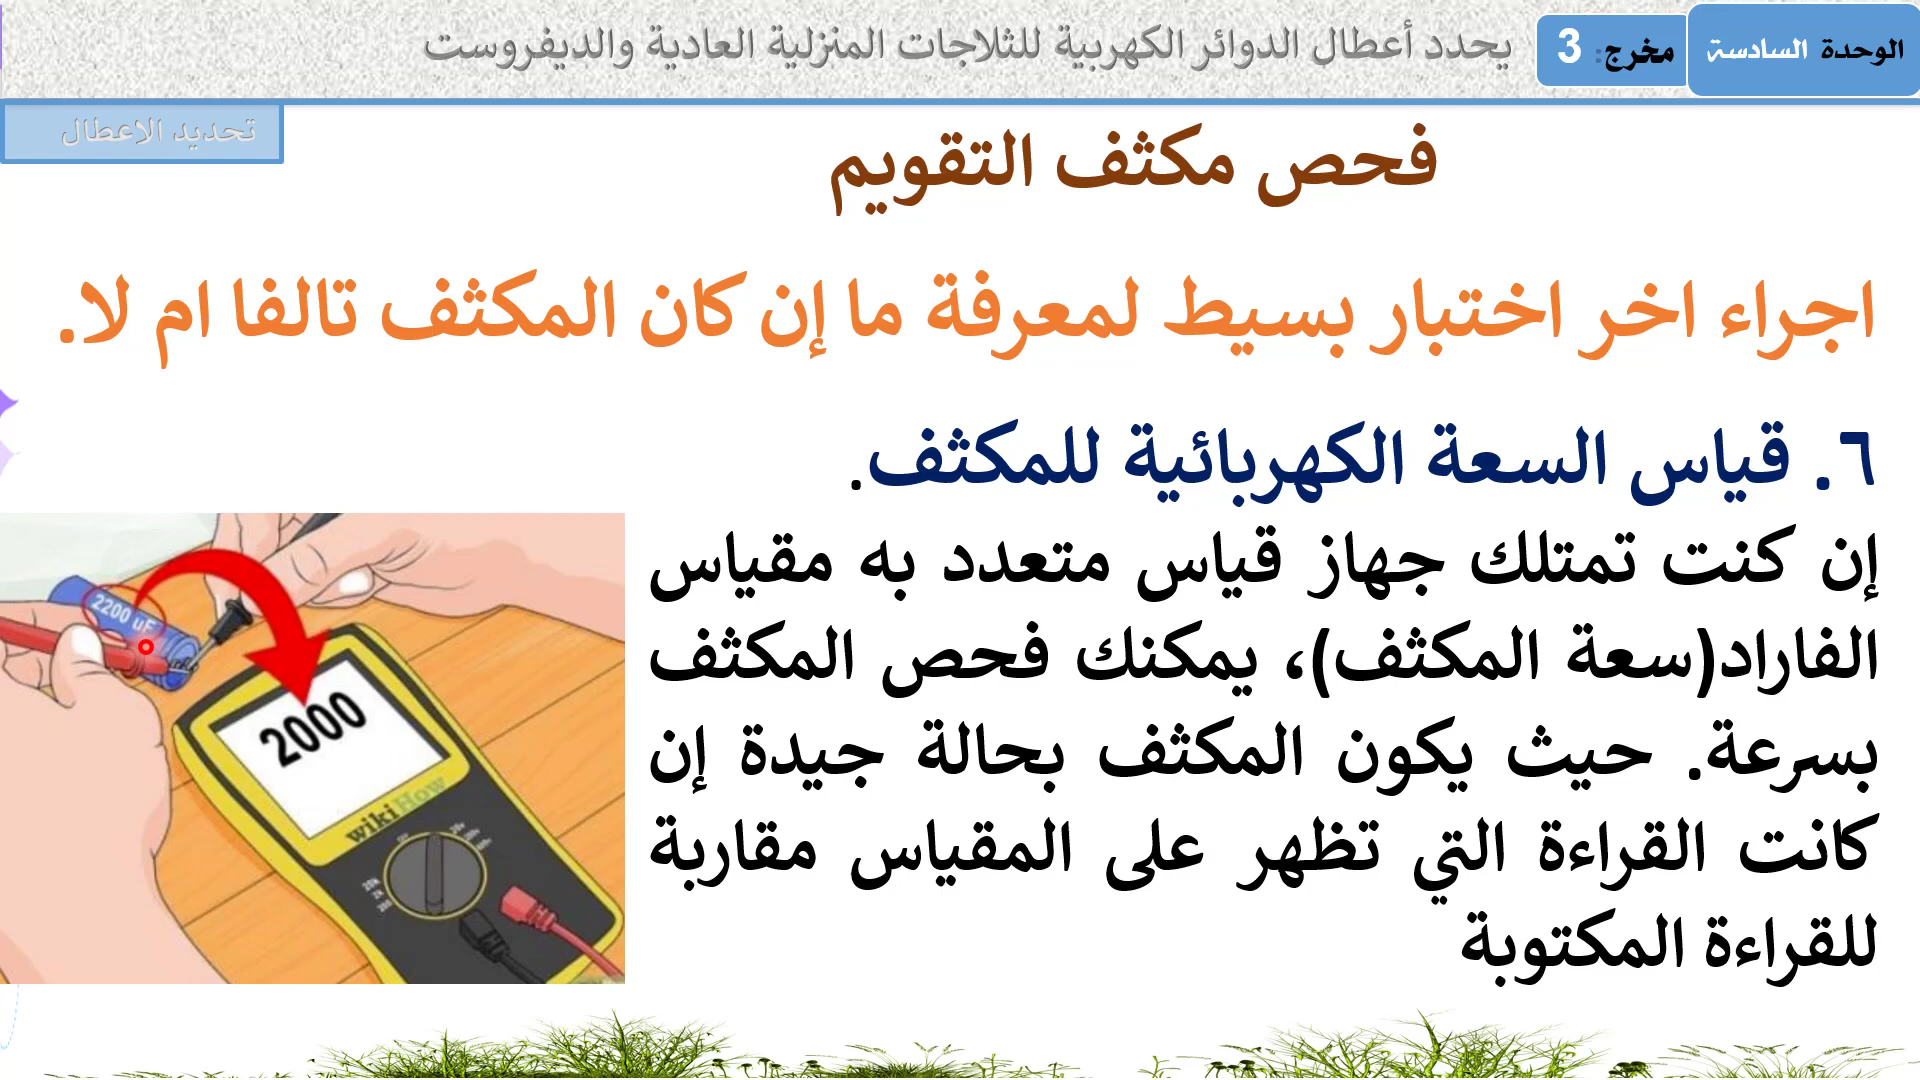 الوحدة السادسة
مخرج: 3
يحدد أعطال الدوائر الكهربية للثلاجات المنزلية العادية والديفروست
تحديد الاعطال
فحص مكثف التقويم
اجراء اخر اختبار بسيط لمعرفة ما إن كان المكثف تالفا ام لا.
٦. قياس السعة الكهربائية للمكثف.
إن كنت تمتلك جهاز قياس متعدد به مقياس
الفاراد(سعة المكثف)، يمكنك فحص المكثف
بسرعة. حيث يكون المكثف بحالة جيدة إن
كانت القراءة التي تظهر على المقياس مقاربة
للقراءة المكتوبة
2200 uF
2000
wikiHow